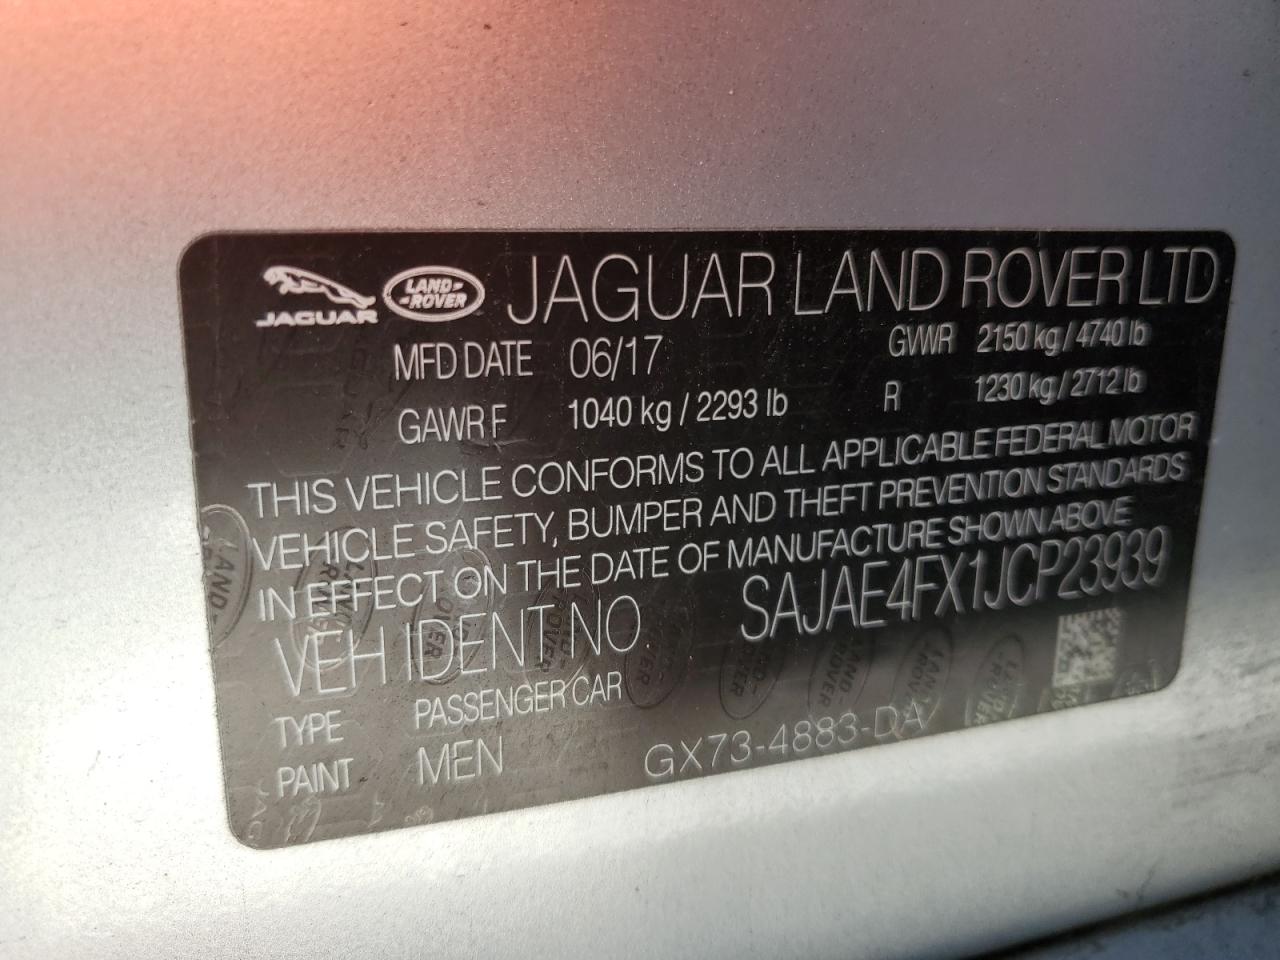 JAGUAR LAND-ROVER JAGUAR LAND ROVER LTD
MFD DATE 06/17 GWWR 2150 kg / 4740 lb
GAWR F 1040 kg / 2293 lb R 1230 kg / 2712 lb
THIS VEHICLE CONFORMS TO ALL APPLICABLE FEDERAL MOTOR
VEHICLE SAFETY, BUMPER AND THEFT PREVENTION STANDARDS
IN EFFECT ON THE DATE OF MANUFACTURE SHOWN ABOVE
VEH IDENT NO SAJAE4FX1JCP23939
TYPE PASSENGER CAR
PAINT MEN GX73-4883-DA